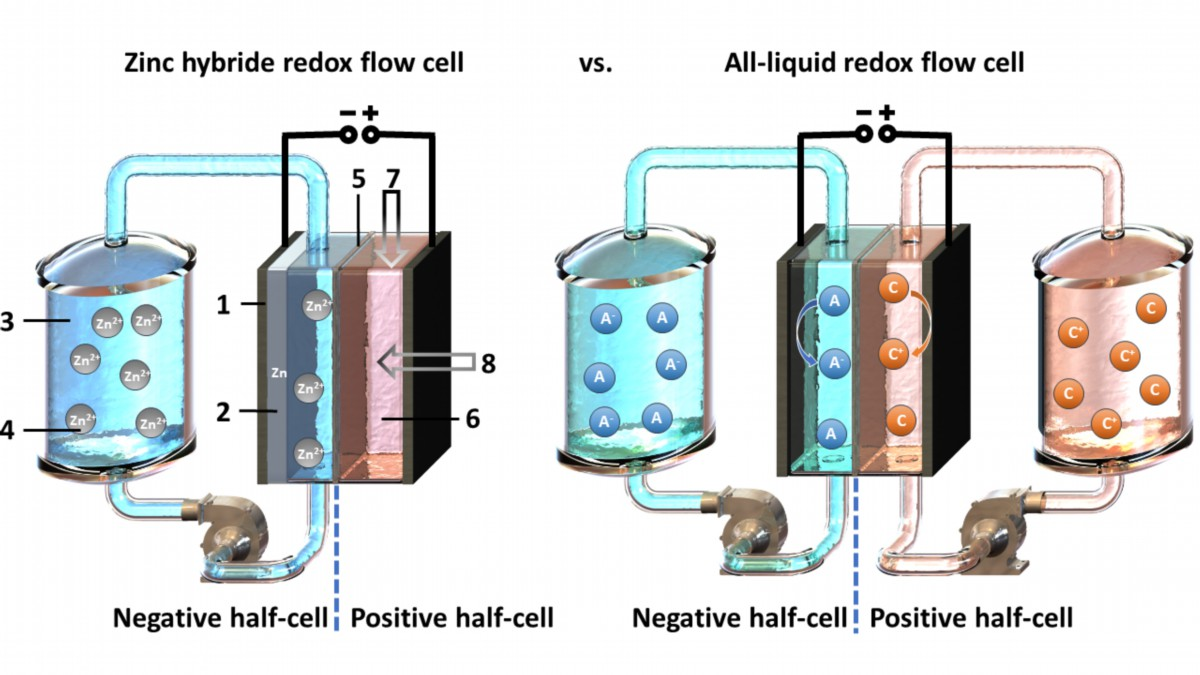 Zinc hybride redox flow cell
vs.
All-liquid redox flow cell
− +
5
7
1
2
3
4
8
6
Zn²⁺ Zn²⁺
Zn²⁺
Zn²⁺
Zn²⁺ Zn²⁺
Zn
Zn²⁺
Zn²⁺
Zn²⁺
− +
A⁻ A
A⁻
A
A⁻ A
A
A⁻
A
C
C⁺
C
C
C⁺
C⁺
C
C
C⁺
Negative half-cell
Positive half-cell
Negative half-cell
Positive half-cell